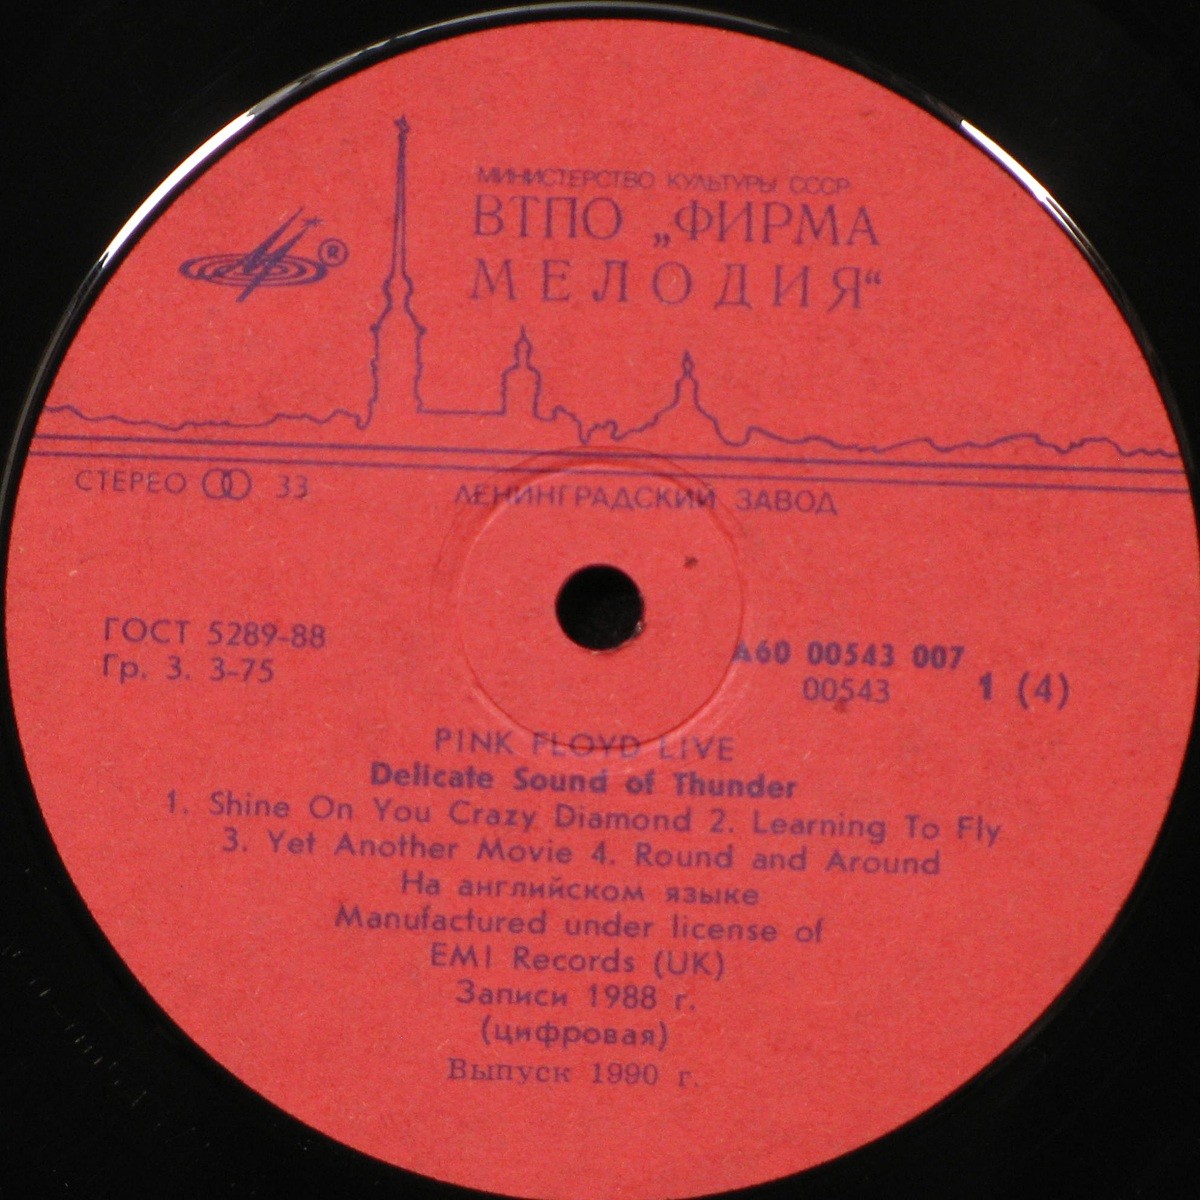 МИНИСТЕРСТВО КУЛЬТУРЫ СССР
ВТПО „ФИРМА
МЕЛОДИЯ“
®
СТЕРЕО 33
ЛЕНИНГРАДСКИЙ ЗАВОД
ГОСТ 5289-88
Гр. 3. 3-75
А60 00543 007
00543 1 (4)
PINK FLOYD LIVE
Delicate Sound of Thunder
1. Shine On You Crazy Diamond 2. Learning To Fly
3. Yet Another Movie 4. Round and Around
На английском языке
Manufactured under license of
EMI Records (UK)
Записи 1988 г.
(цифровая)
Выпуск 1990 г.